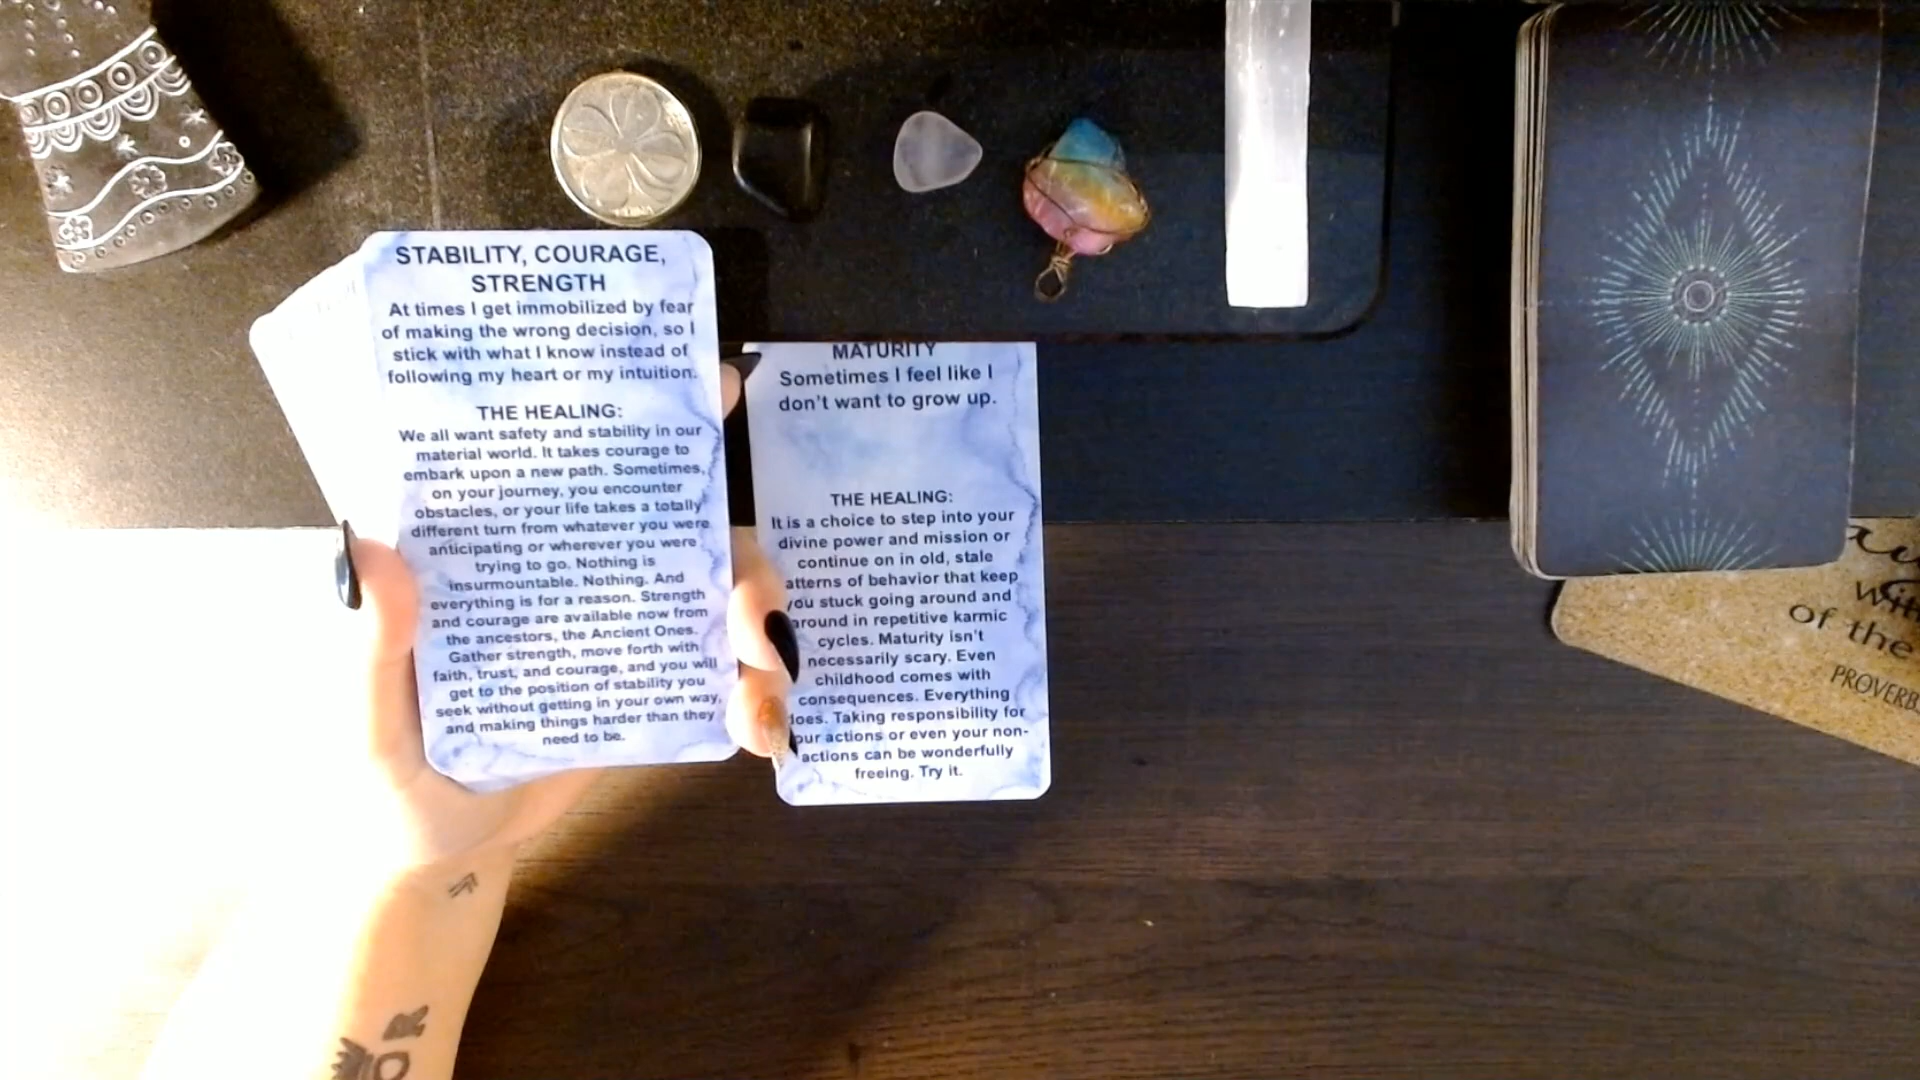 STABILITY, COURAGE,
STRENGTH
At times I get immobilized by fear
of making the wrong decision, so I
stick with what I know instead of
following my heart or my intuition.
THE HEALING:
We all want safety and stability in our
material world. It takes courage to
embark upon a new path. Sometimes,
on your journey, you encounter
obstacles, or your life takes a totally
different turn from whatever you were
anticipating or wherever you were
trying to go. Nothing is
insurmountable. Nothing. And
everything is for a reason. Strength
and courage are available now from
the ancestors, the Ancient Ones.
Gather strength, move forth with
faith, trust, and courage, and you will
get to the position of stability you
seek without getting in your own way,
and making things harder than they
need to be.
MATURITY
Sometimes I feel like I
don't want to grow up.
THE HEALING:
It is a choice to step into your
divine power and mission or
continue on in old, stale
atterns of behavior that keep
you stuck going around and
around in repetitive karmic
cycles. Maturity isn't
necessarily scary. Even
childhood comes with
consequences. Everything
does. Taking responsibility for
our actions or even your non-
actions can be wonderfully
freeing. Try it.
with
of the
PROVERBS
OR